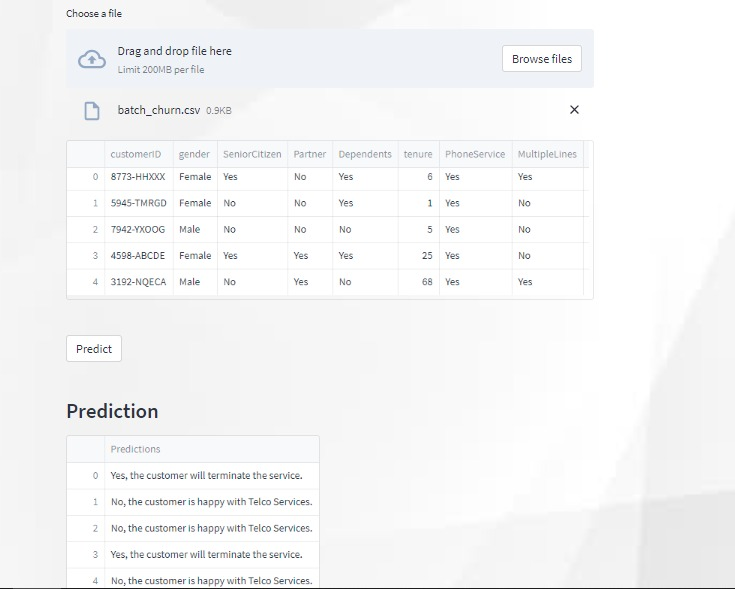 Choose a file
Drag and drop file here
Limit 200MB per file
Browse files
batch_churn.csv 0.9KB
customerID gender SeniorCitizen Partner Dependents tenure PhoneService MultipleLines
0 8773-HHXXX Female Yes No Yes 6 Yes Yes
1 5945-TMRGD Female No No Yes 1 Yes No
2 7942-YXOOG Male No No No 5 Yes No
3 4598-ABCDE Female Yes Yes Yes 25 Yes No
4 3192-NQECA Male No Yes No 68 Yes Yes
Predict
Prediction
Predictions
0 Yes, the customer will terminate the service.
1 No, the customer is happy with Telco Services.
2 No, the customer is happy with Telco Services.
3 Yes, the customer will terminate the service.
4 No, the customer is happy with Telco Services.